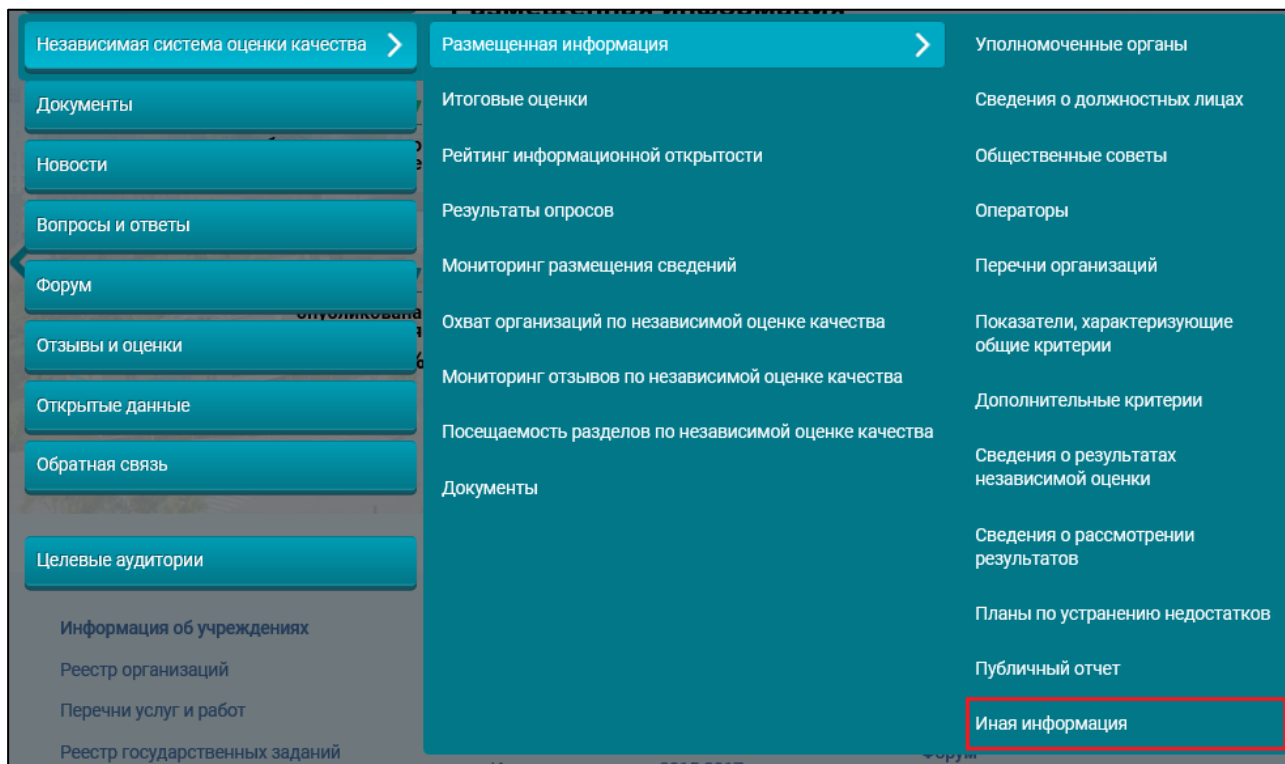 Независимая система оценки качества
Документы
Новости
Вопросы и ответы
Форум
Отзывы и оценки
Открытые данные
Обратная связь
Целевые аудитории
Информация об учреждениях
Реестр организаций
Перечни услуг и работ
Реестр государственных заданий
Размещенная информация
Итоговые оценки
Рейтинг информационной открытости
Результаты опросов
Мониторинг размещения сведений
Охват организаций по независимой оценке качества
Мониторинг отзывов по независимой оценке качества
Посещаемость разделов по независимой оценке качества
Документы
Уполномоченные органы
Сведения о должностных лицах
Общественные советы
Операторы
Перечни организаций
Показатели, характеризующие
общие критерии
Дополнительные критерии
Сведения о результатах
независимой оценки
Сведения о рассмотрении
результатов
Планы по устранению недостатков
Публичный отчет
Иная информация